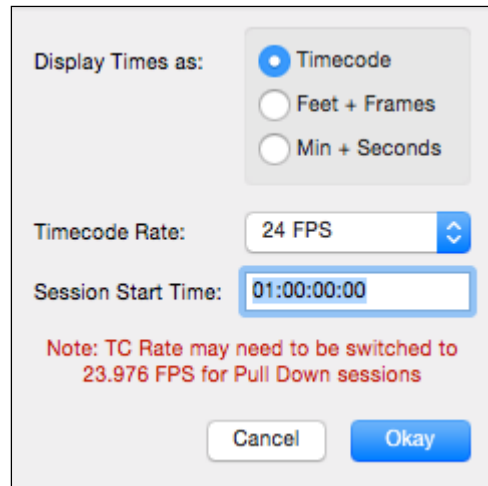 Display Times as:
Timecode
Feet + Frames
Min + Seconds
Timecode Rate: 24 FPS
Session Start Time: 01:00:00:00
Note: TC Rate may need to be switched to
23.976 FPS for Pull Down sessions
Cancel Okay